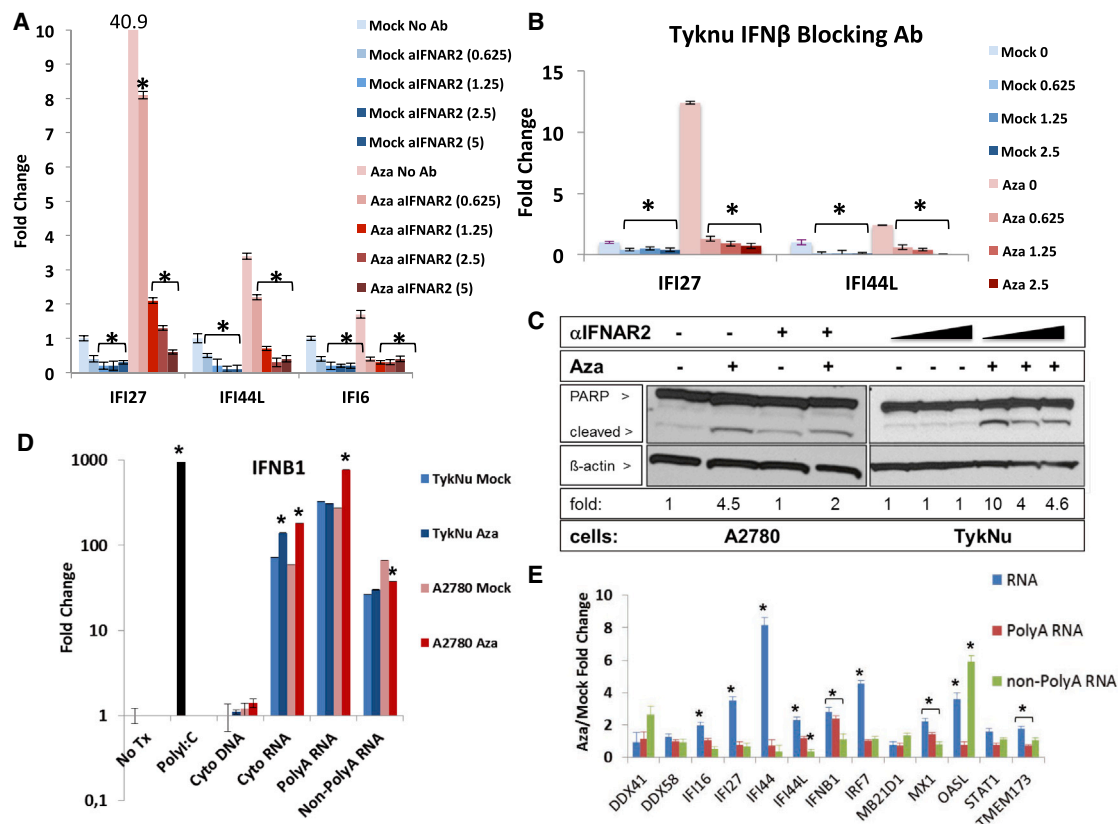 A
40.9
10
9
8
7
6
5
4
3
2
1
0
Fold Change
*
*
*
*
*
*
*
IFI27
IFI44L
IFI6
Mock No Ab
Mock aIFNAR2 (0.625)
Mock aIFNAR2 (1.25)
Mock aIFNAR2 (2.5)
Mock aIFNAR2 (5)
Aza No Ab
Aza aIFNAR2 (0.625)
Aza aIFNAR2 (1.25)
Aza aIFNAR2 (2.5)
Aza aIFNAR2 (5)
B
Tyknu IFNβ Blocking Ab
15
10
5
0
Fold Change
*
*
*
*
IFI27
IFI44L
Mock 0
Mock 0.625
Mock 1.25
Mock 2.5
Aza 0
Aza 0.625
Aza 1.25
Aza 2.5
C
αIFNAR2 - - + +
Aza - + - + - - - + + +
PARP >
cleaved >
ß-actin >
fold: 1 4.5 1 2 1 1 1 10 4 4.6
cells: A2780 TykNu
D
IFNB1
1000
100
10
1
0,1
Fold Change
*
*
*
*
*
No Tx
PolyI:C
Cyto DNA
Cyto RNA
PolyA RNA
Non-PolyA RNA
TykNu Mock
TykNu Aza
A2780 Mock
A2780 Aza
E
10
8
6
4
2
0
Aza/Mock Fold Change
*
*
*
*
*
*
*
*
*
*
*
DDX41
DDX58
IFI16
IFI27
IFI44
IFI44L
IFNB1
IRF7
MB21D1
MX1
OASL
STAT1
TMEM173
RNA
PolyA RNA
non-PolyA RNA